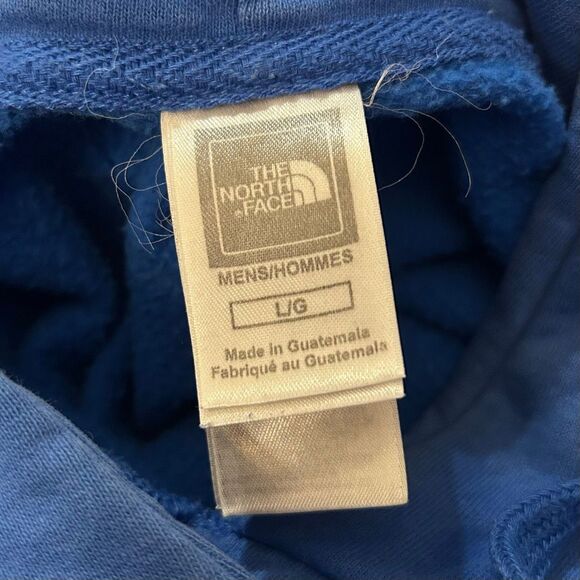 THE
NORTH
FACE
MENS/HOMMES
L/G
Made in Guatemala
Fabriqué au Guatemala